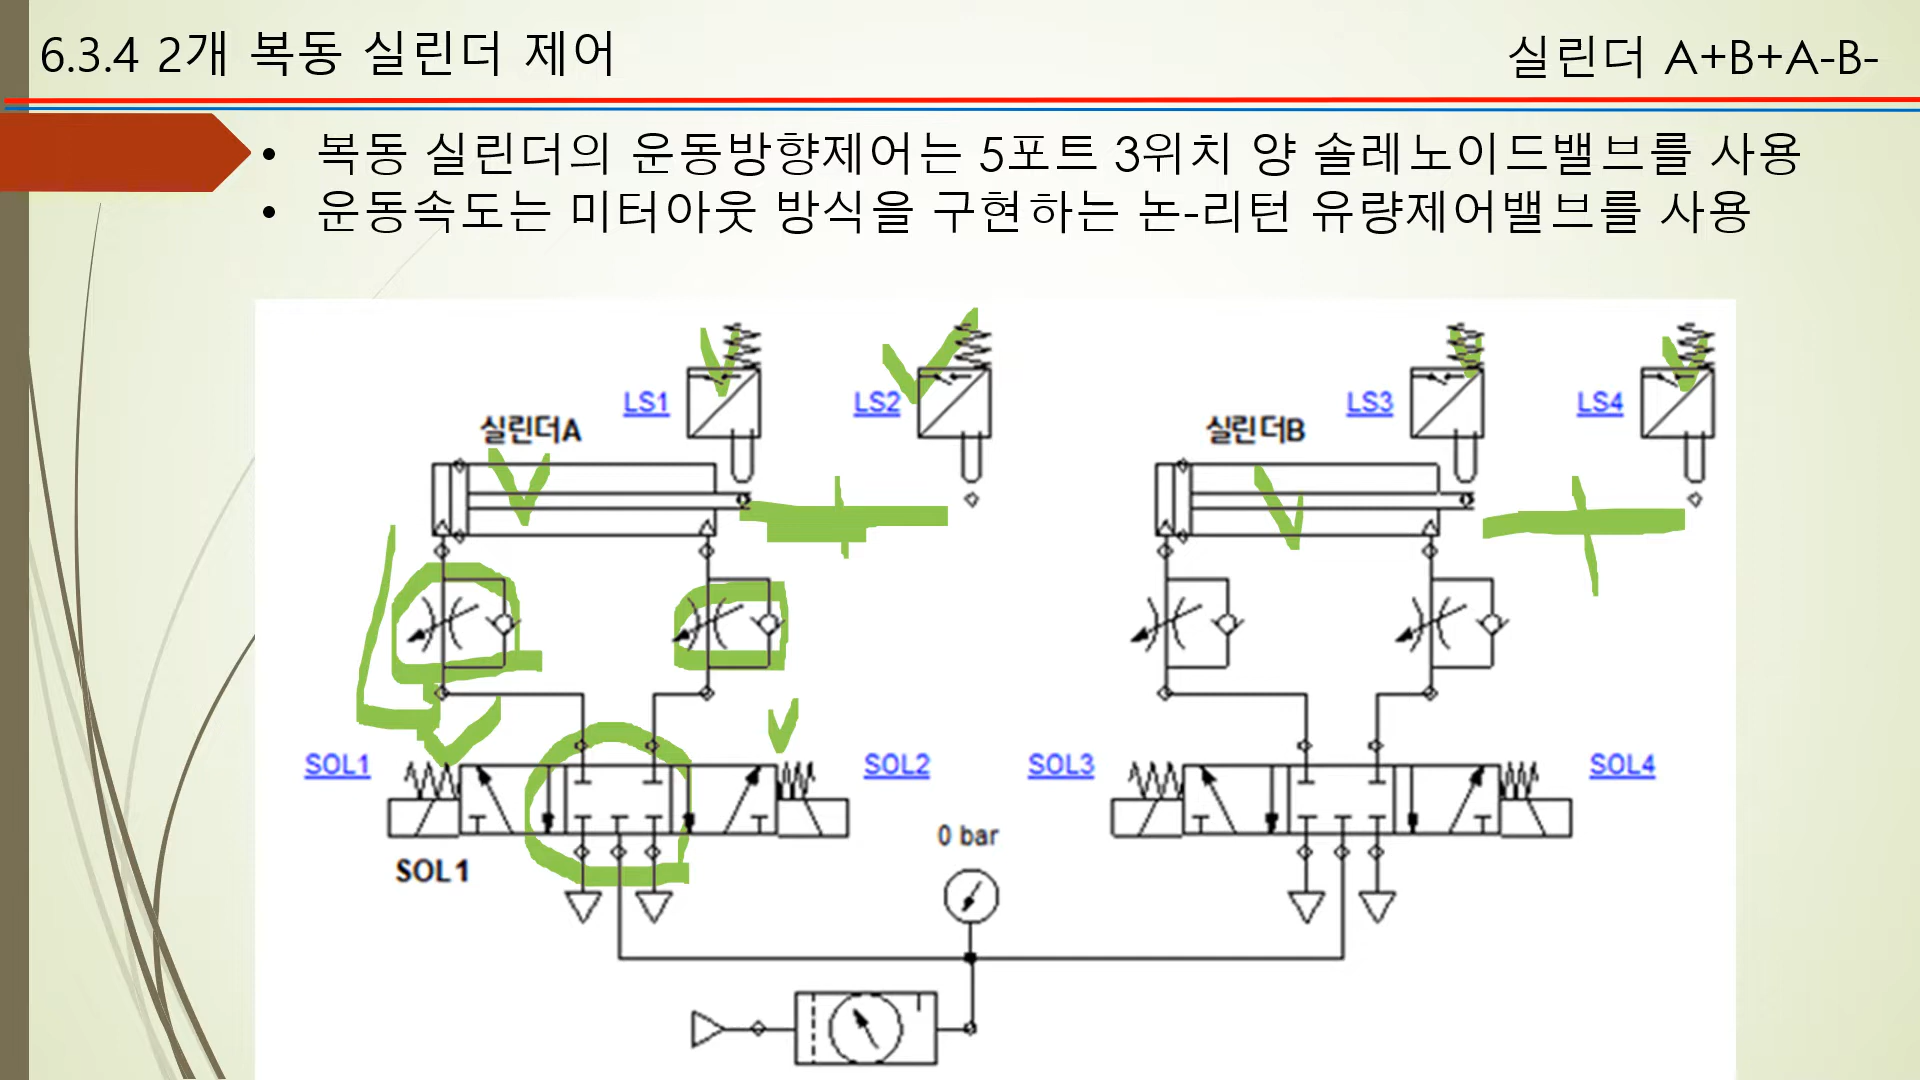 6.3.4 2개 복동 실린더 제어
실린더 A+B+A-B-
• 복동 실린더의 운동방향제어는 5포트 3위치 양 솔레노이드밸브를 사용
• 운동속도는 미터아웃 방식을 구현하는 논-리턴 유량제어밸브를 사용
LS1
LS2
LS3
LS4
실린더A
실린더B
SOL1
SOL2
SOL3
SOL4
SOL1
0 bar